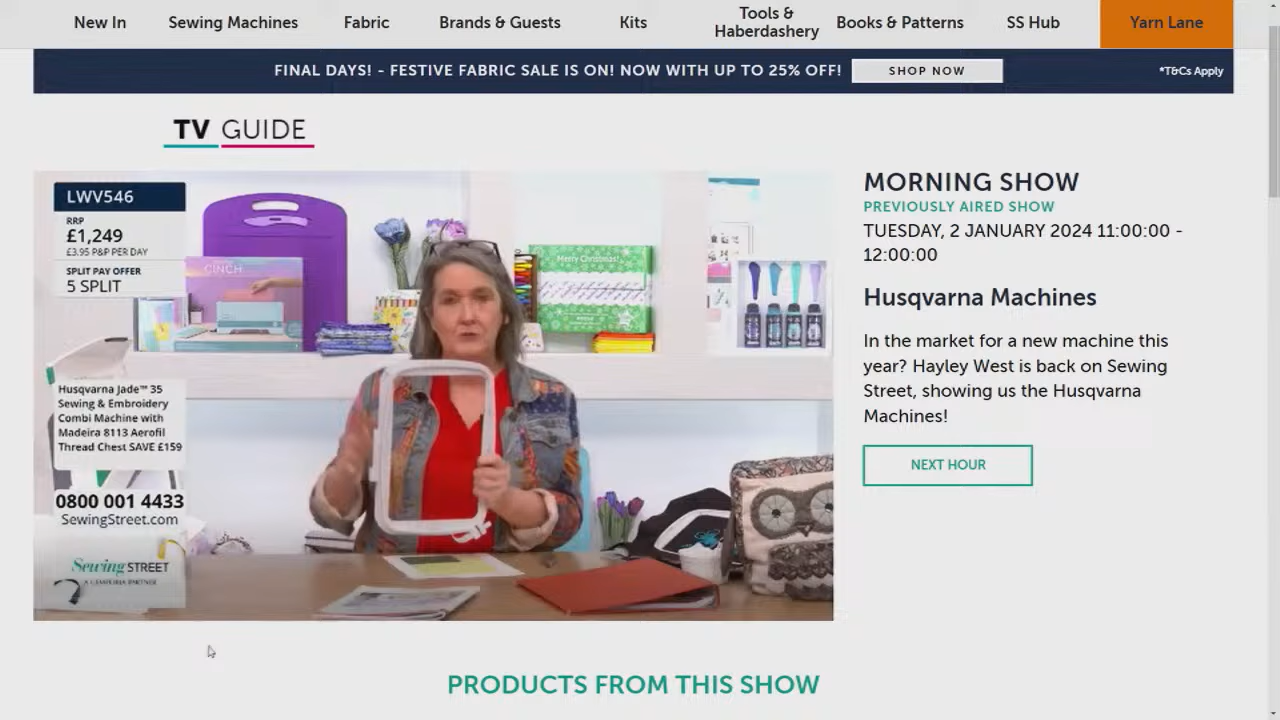 New In
Sewing Machines
Fabric
Brands & Guests
Kits
Tools &
Haberdashery
Books & Patterns
SS Hub
Yarn Lane
FINAL DAYS! - FESTIVE FABRIC SALE IS ON! NOW WITH UP TO 25% OFF!
SHOP NOW
*T&Cs Apply
TV GUIDE
LWV546
RRP
£1,249
£3.95 P&P PER DAY
SPLIT PAY OFFER
5 SPLIT
CINCH
Merry Christmas!
Husqvarna Jade™ 35
Sewing & Embroidery
Combi Machine with
Madeira 8113 Aerofil
Thread Chest SAVE £159
0800 001 4433
SewingStreet.com
Sewing STREET
A GEMPORIA PARTNER
MORNING SHOW
PREVIOUSLY AIRED SHOW
TUESDAY, 2 JANUARY 2024 11:00:00 -
12:00:00
Husqvarna Machines
In the market for a new machine this
year? Hayley West is back on Sewing
Street, showing us the Husqvarna
Machines!
NEXT HOUR
PRODUCTS FROM THIS SHOW